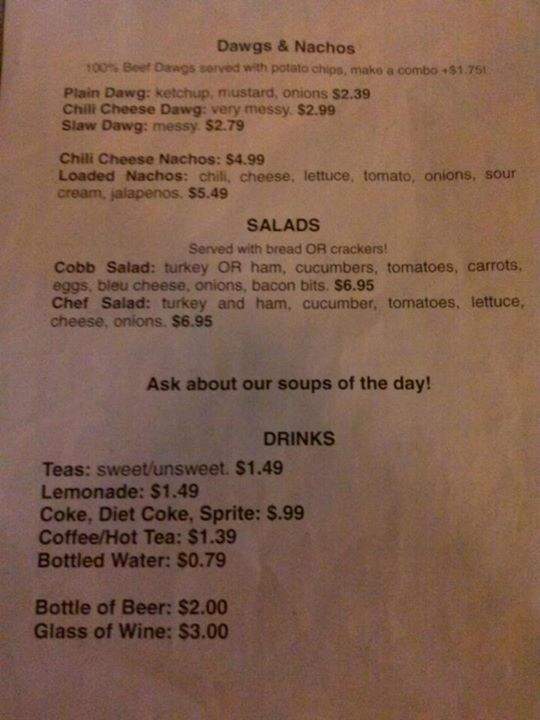 Dawgs & Nachos
100% Beef Dawgs served with potato chips, make a combo +$1.75!
Plain Dawg: ketchup, mustard, onions $2.39
Chili Cheese Dawg: very messy. $2.99
Slaw Dawg: messy. $2.79
Chili Cheese Nachos: $4.99
Loaded Nachos: chili, cheese, lettuce, tomato, onions, sour
cream, jalapenos. $5.49
SALADS
Served with bread OR crackers!
Cobb Salad: turkey OR ham, cucumbers, tomatoes, carrots,
eggs, bleu cheese, onions, bacon bits. $6.95
Chef Salad: turkey and ham, cucumber, tomatoes, lettuce,
cheese, onions. $6.95
Ask about our soups of the day!
DRINKS
Teas: sweet/unsweet. $1.49
Lemonade: $1.49
Coke, Diet Coke, Sprite: $.99
Coffee/Hot Tea: $1.39
Bottled Water: $0.79
Bottle of Beer: $2.00
Glass of Wine: $3.00